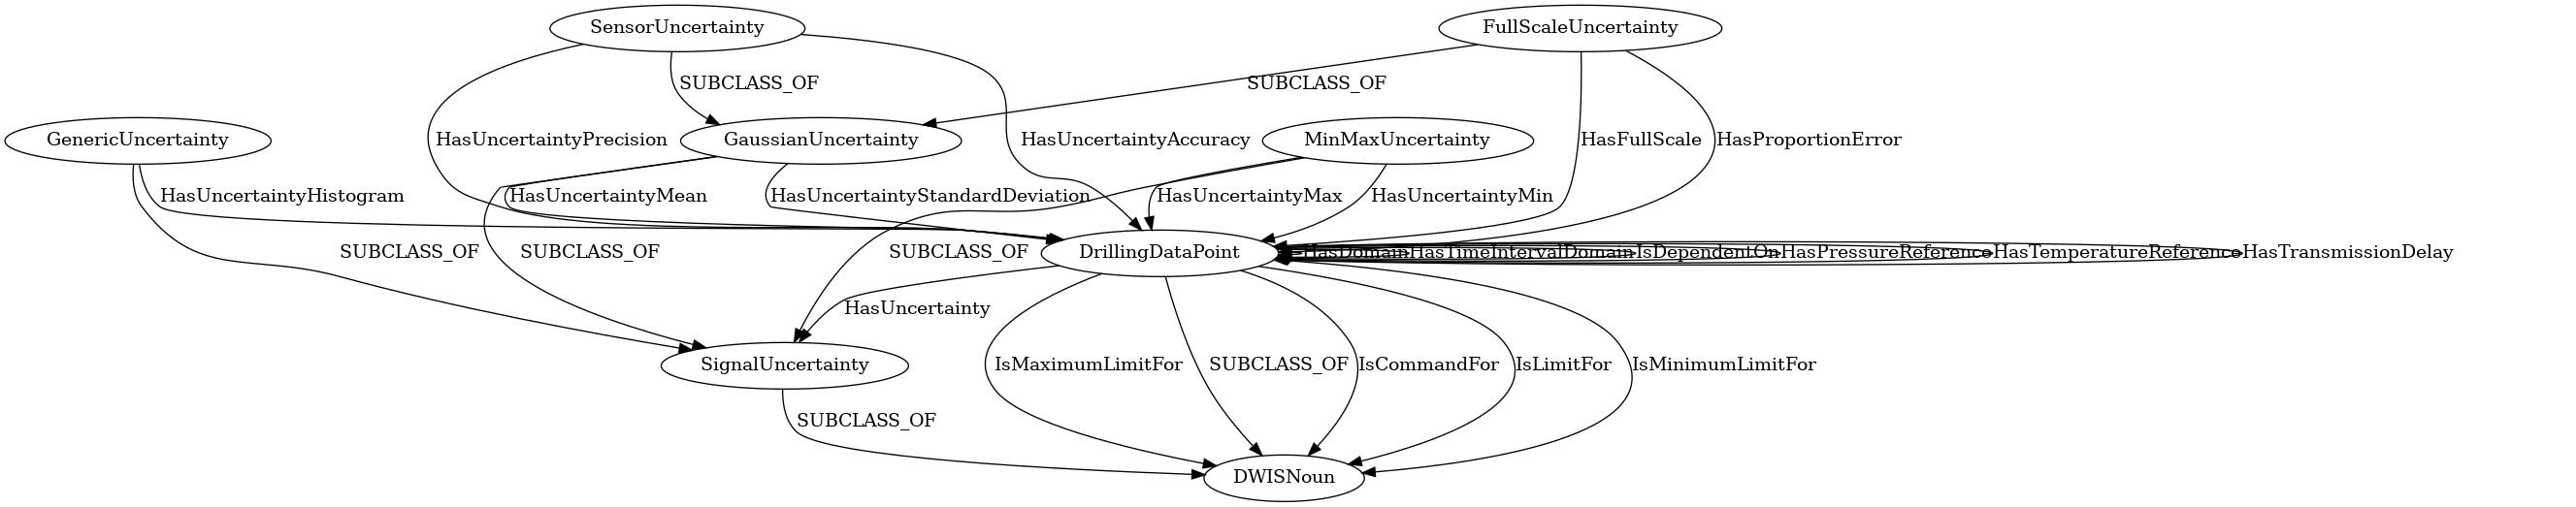 SensorUncertainty
FullScaleUncertainty
SUBCLASS_OF
SUBCLASS_OF
GenericUncertainty
HasUncertaintyPrecision
GaussianUncertainty
HasUncertaintyAccuracy
MinMaxUncertainty
HasFullScale
HasProportionError
HasUncertaintyHistogram
HasUncertaintyMean
HasUncertaintyStandardDeviation
HasUncertaintyMax
HasUncertaintyMin
SUBCLASS_OF
SUBCLASS_OF
SUBCLASS_OF
DrillingDataPoint
HasDomain
HasTimeIntervalDomain
IsDependentOn
HasPressureReference
HasTemperatureReference
HasTransmissionDelay
HasUncertainty
SignalUncertainty
IsMaximumLimitFor
SUBCLASS_OF
IsCommandFor
IsLimitFor
IsMinimumLimitFor
SUBCLASS_OF
DWISNoun